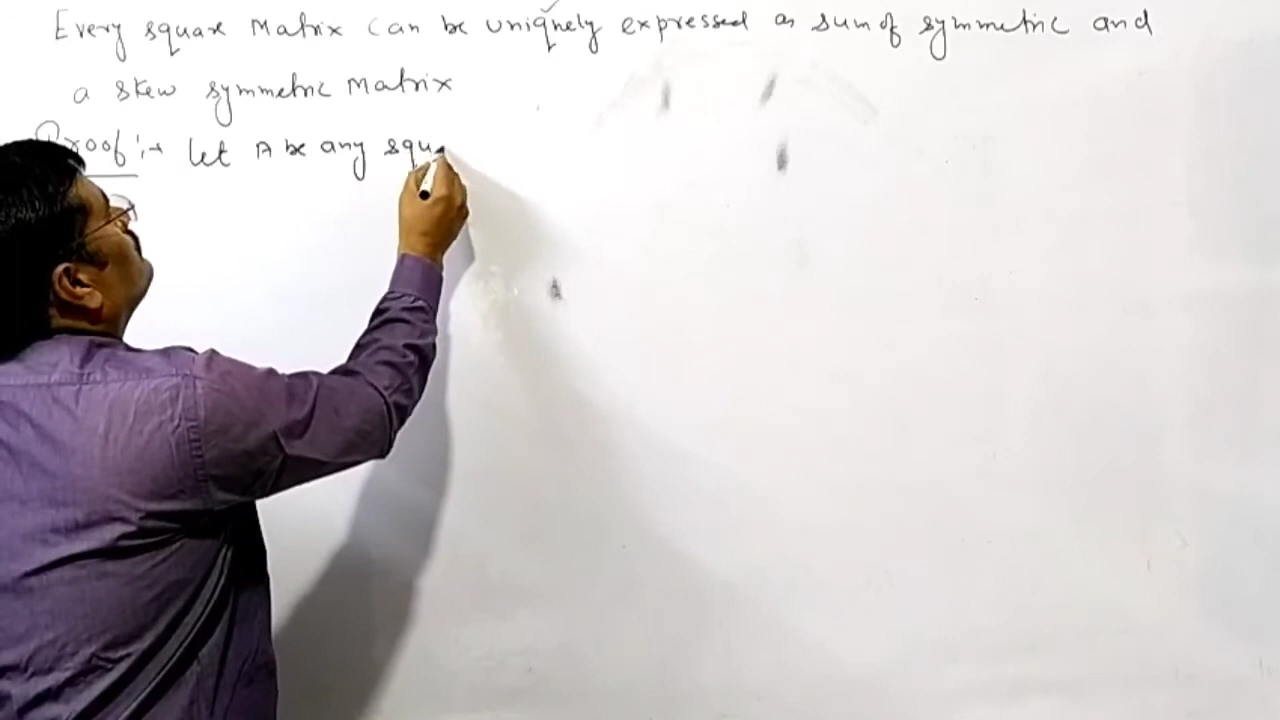 Every square Matrix can be uniquely expressed as sum of symmetric and
a skew symmetric Matrix
Proof:→ let A be any squ